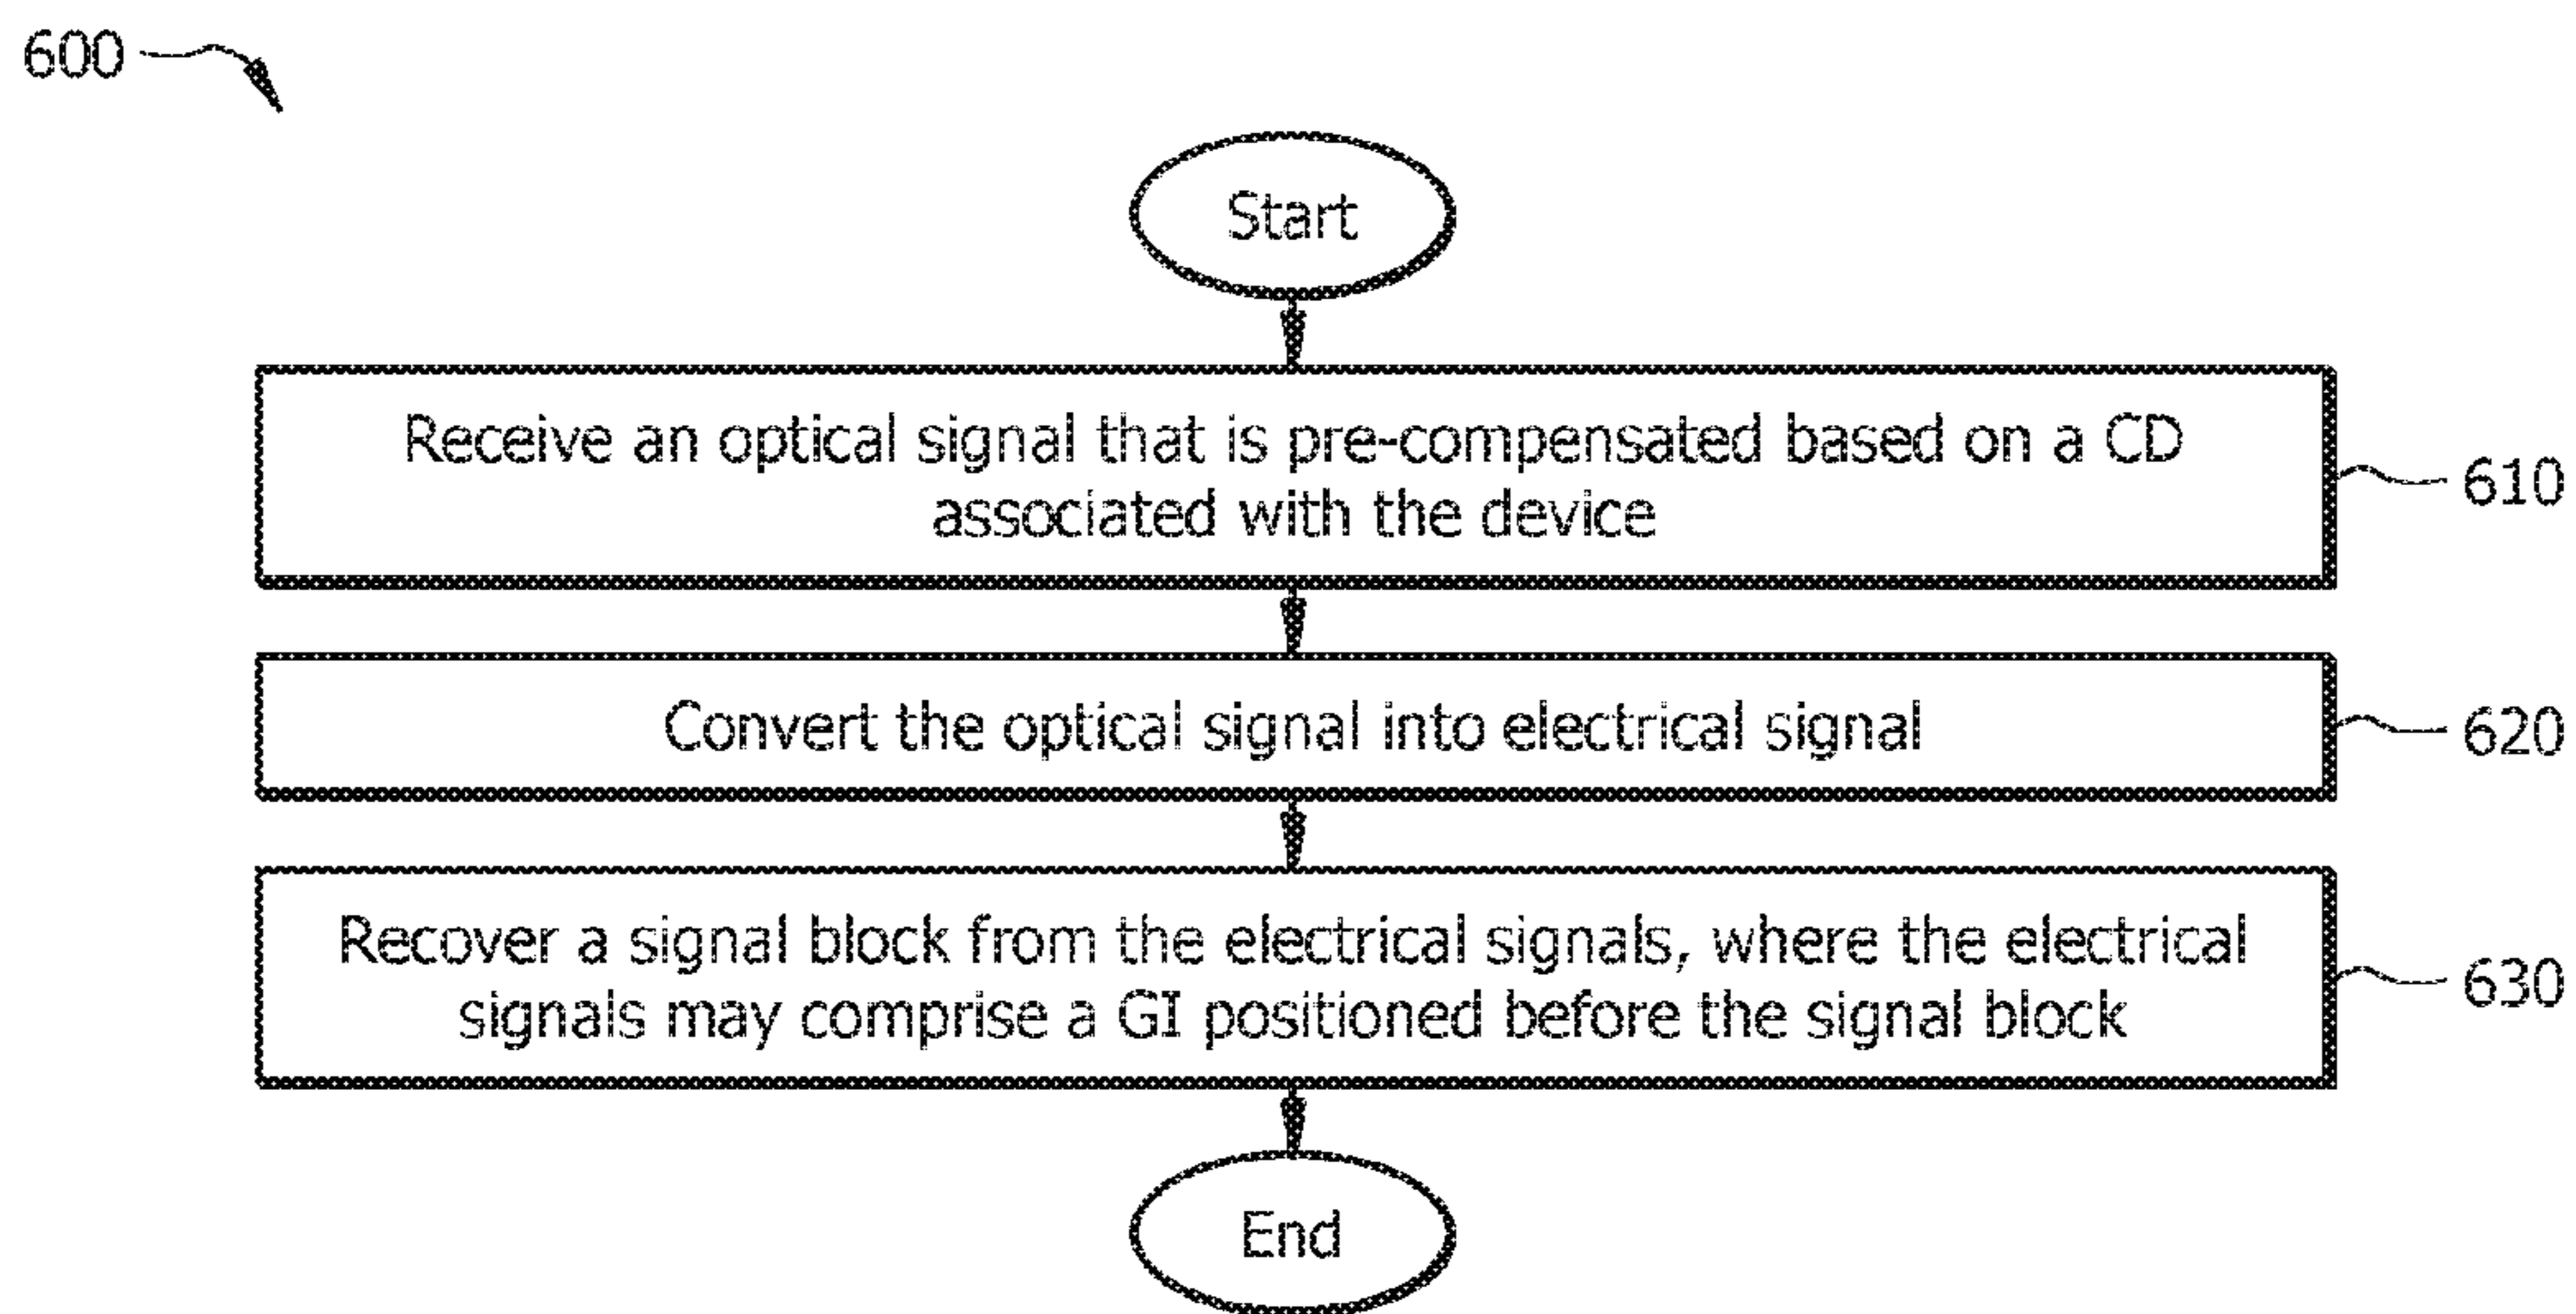 600
Start
Receive an optical signal that is pre-compensated based on a CD
associated with the device
610
Convert the optical signal into electrical signal
620
Recover a signal block from the electrical signals, where the electrical
signals may comprise a GI positioned before the signal block
630
End